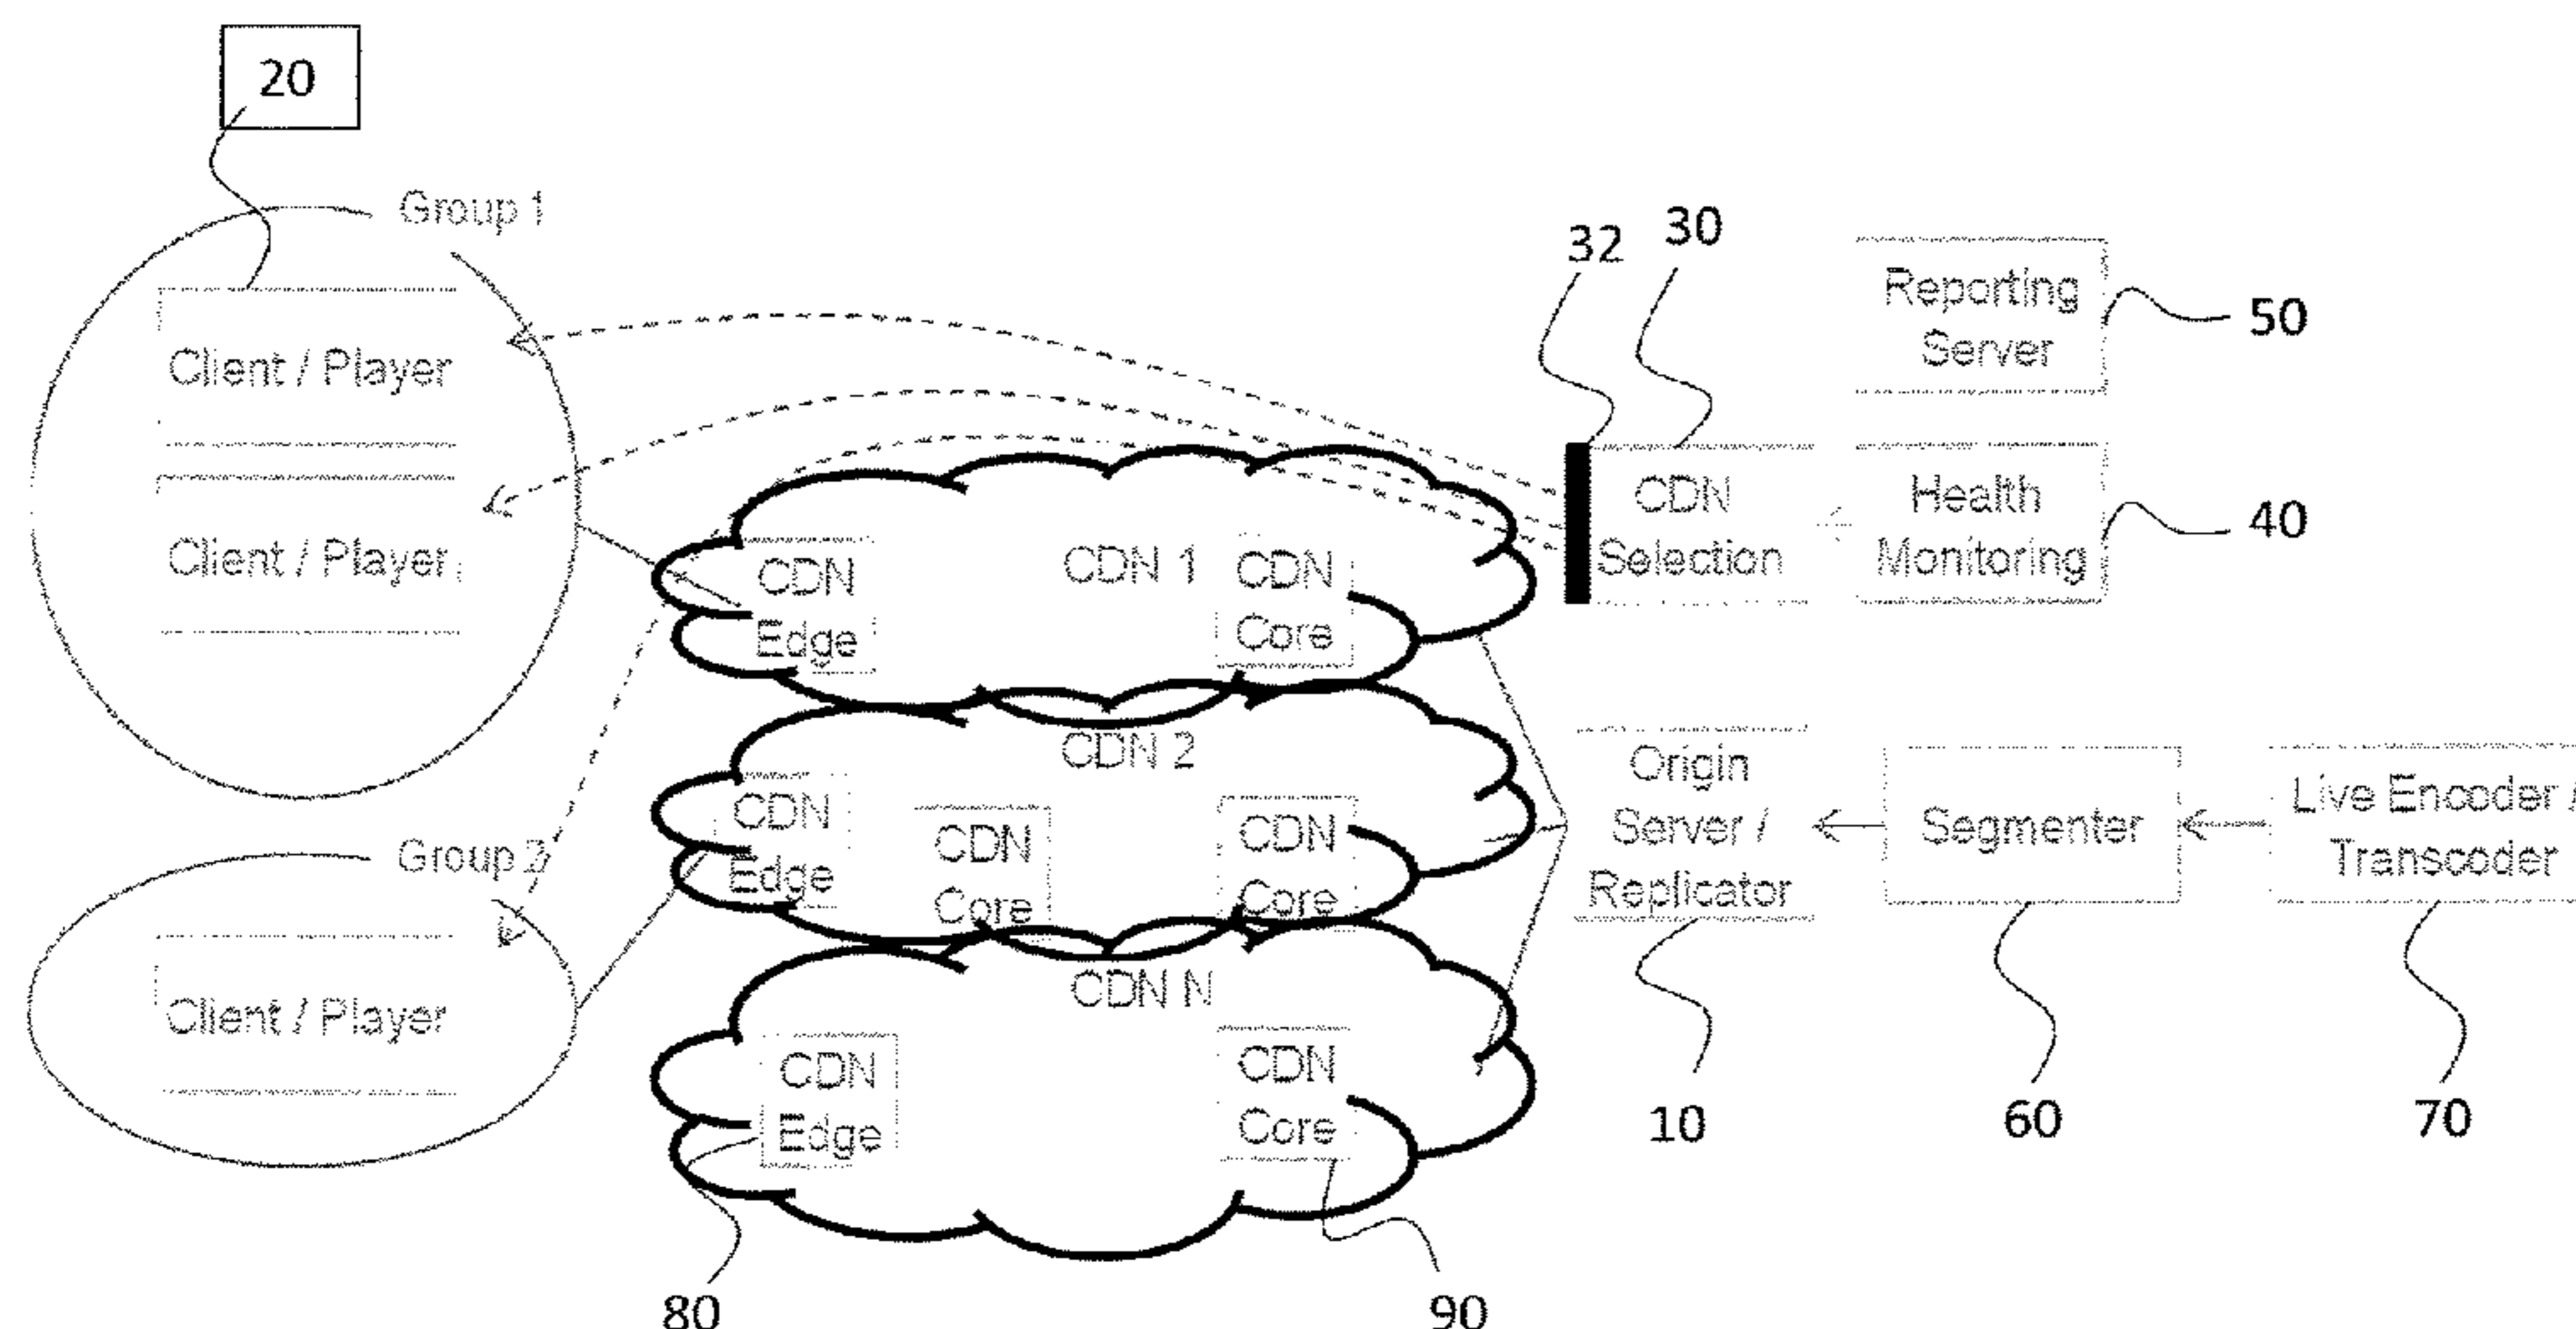 20
Group 1
32
30
Reporting
Server
50
Client / Player
CDN
Selection
Health
Monitoring
40
Client / Player
CDN
Edge
CDN 1
CDN
Core
CDN 2
CDN
Edge
CDN
Core
CDN
Core
Origin
Server /
Replicator
Segmenter
Live Encoder /
Transcoder
Group 2
Client / Player
CDN N
CDN
Edge
CDN
Core
10
60
70
80
90